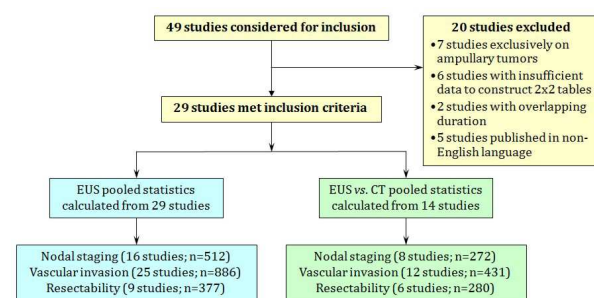 49 studies considered for inclusion
20 studies excluded
•7 studies exclusively on
ampullary tumors
•6 studies with insufficient
data to construct 2x2 tables
•2 studies with overlapping
duration
•5 studies published in non-
English language
29 studies met inclusion criteria
EUS pooled statistics
calculated from 29 studies
EUS vs. CT pooled statistics
calculated from 14 studies
Nodal staging (16 studies; n=512)
Vascular invasion (25 studies; n=886)
Resectability (9 studies; n=377)
Nodal staging (8 studies; n=272)
Vascular invasion (12 studies; n=431)
Resectability (6 studies; n=280)